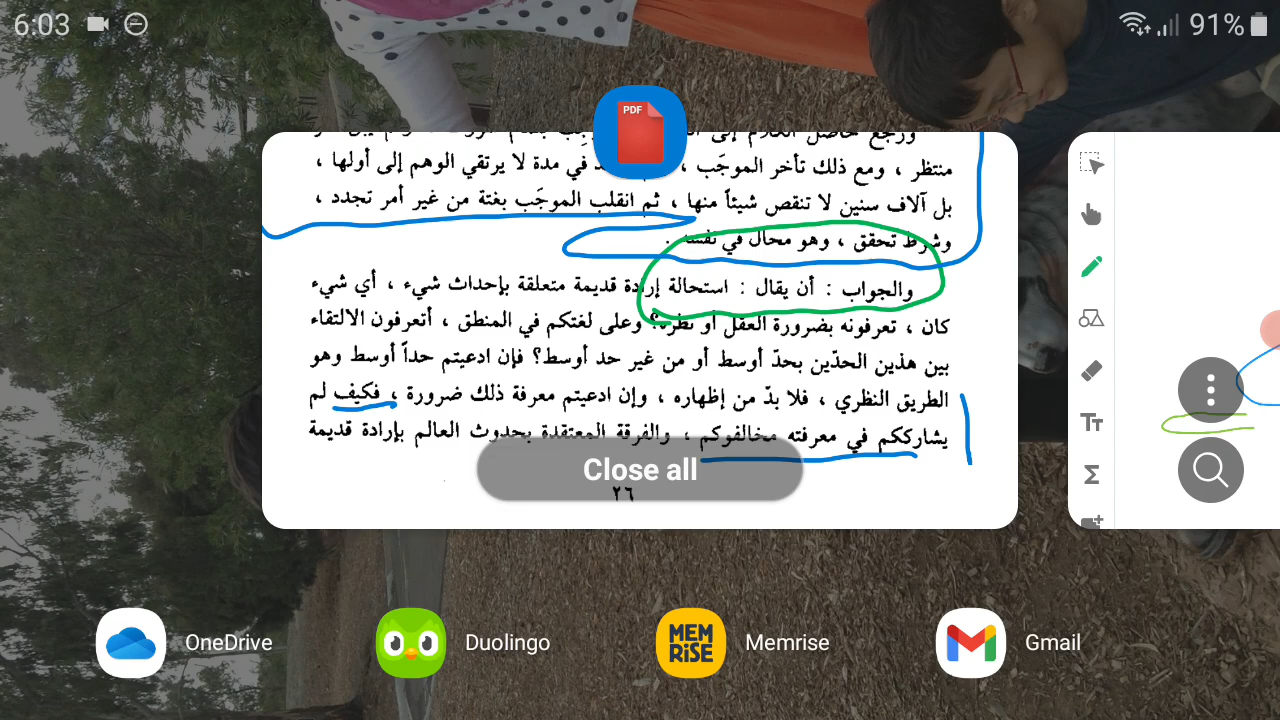 6:03
91%
PDF
ورجع حاصل الكلام إلى
منتظر ، ومع ذلك تأخر الموجَب ، في مدة لا يرتقي الوهم إلى أولها ،
بل آلاف سنين لا تنقص شيئاً منها ، ثم انقلب الموجَب بغتة من غير أمر تجدد ،
وشرط تحقق ، وهو محال في نفسه .
والجواب : أن يقال : استحالة إرادة قديمة متعلقة بإحداث شيء ، أي شيء
كان ، تعرفونه بضرورة العقل أو نظره؟ وعلى لغتكم في المنطق ، أتعرفون الالتقاء
بين هذين الحدّين بحدّ أوسط أو من غير حد أوسط؟ فإن ادعيتم حداً أوسط وهو
الطريق النظري ، فلا بدّ من إظهاره ، وإن ادعيتم معرفة ذلك ضرورة ، فكيف لم
يشارككم في معرفته مخالفوكم ، والفرقة المعتقدة بحدوث العالم بإرادة قديمة
Close all
٢٦
Tт
Σ
OneDrive
Duolingo
MEM
RiSE
Memrise
Gmail